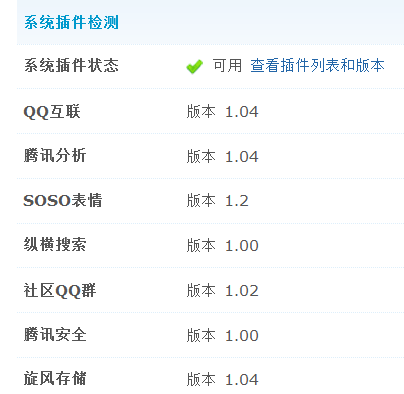 系统插件检测
系统插件状态 可用 查看插件列表和版本
QQ互联 版本 1.04
腾讯分析 版本 1.04
SOSO表情 版本 1.2
纵横搜索 版本 1.00
社区QQ群 版本 1.02
腾讯安全 版本 1.00
旋风存储 版本 1.04